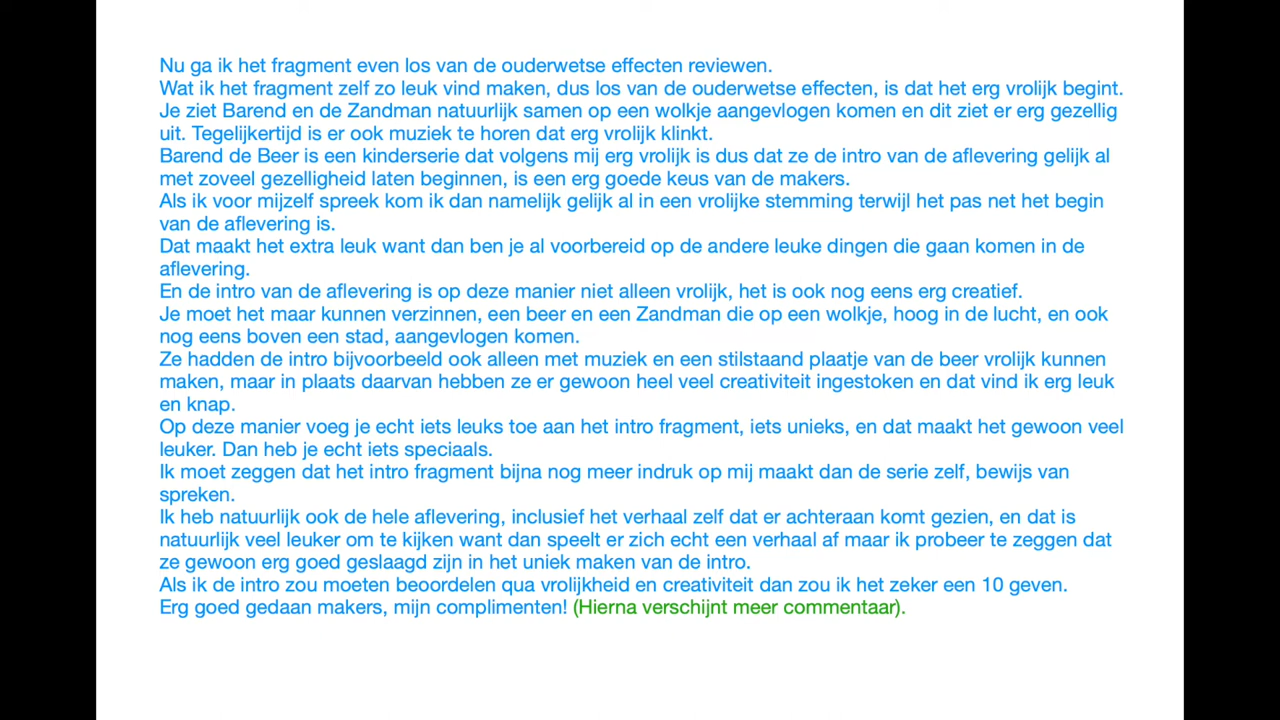 Nu ga ik het fragment even los van de ouderwetse effecten reviewen.
Wat ik het fragment zelf zo leuk vind maken, dus los van de ouderwetse effecten, is dat het erg vrolijk begint.
Je ziet Barend en de Zandman natuurlijk samen op een wolkje aangevlogen komen en dit ziet er erg gezellig
uit. Tegelijkertijd is er ook muziek te horen dat erg vrolijk klinkt.
Barend de Beer is een kinderserie dat volgens mij erg vrolijk is dus dat ze de intro van de aflevering gelijk al
met zoveel gezelligheid laten beginnen, is een erg goede keus van de makers.
Als ik voor mijzelf spreek kom ik dan namelijk gelijk al in een vrolijke stemming terwijl het pas net het begin
van de aflevering is.
Dat maakt het extra leuk want dan ben je al voorbereid op de andere leuke dingen die gaan komen in de
aflevering.
En de intro van de aflevering is op deze manier niet alleen vrolijk, het is ook nog eens erg creatief.
Je moet het maar kunnen verzinnen, een beer en een Zandman die op een wolkje, hoog in de lucht, en ook
nog eens boven een stad, aangevlogen komen.
Ze hadden de intro bijvoorbeeld ook alleen met muziek en een stilstaand plaatje van de beer vrolijk kunnen
maken, maar in plaats daarvan hebben ze er gewoon heel veel creativiteit ingestoken en dat vind ik erg leuk
en knap.
Op deze manier voeg je echt iets leuks toe aan het intro fragment, iets unieks, en dat maakt het gewoon veel
leuker. Dan heb je echt iets speciaals.
Ik moet zeggen dat het intro fragment bijna nog meer indruk op mij maakt dan de serie zelf, bewijs van
spreken.
Ik heb natuurlijk ook de hele aflevering, inclusief het verhaal zelf dat er achteraan komt gezien, en dat is
natuurlijk veel leuker om te kijken want dan speelt er zich echt een verhaal af maar ik probeer te zeggen dat
ze gewoon erg goed geslaagd zijn in het uniek maken van de intro.
Als ik de intro zou moeten beoordelen qua vrolijkheid en creativiteit dan zou ik het zeker een 10 geven.
Erg goed gedaan makers, mijn complimenten! (Hierna verschijnt meer commentaar).